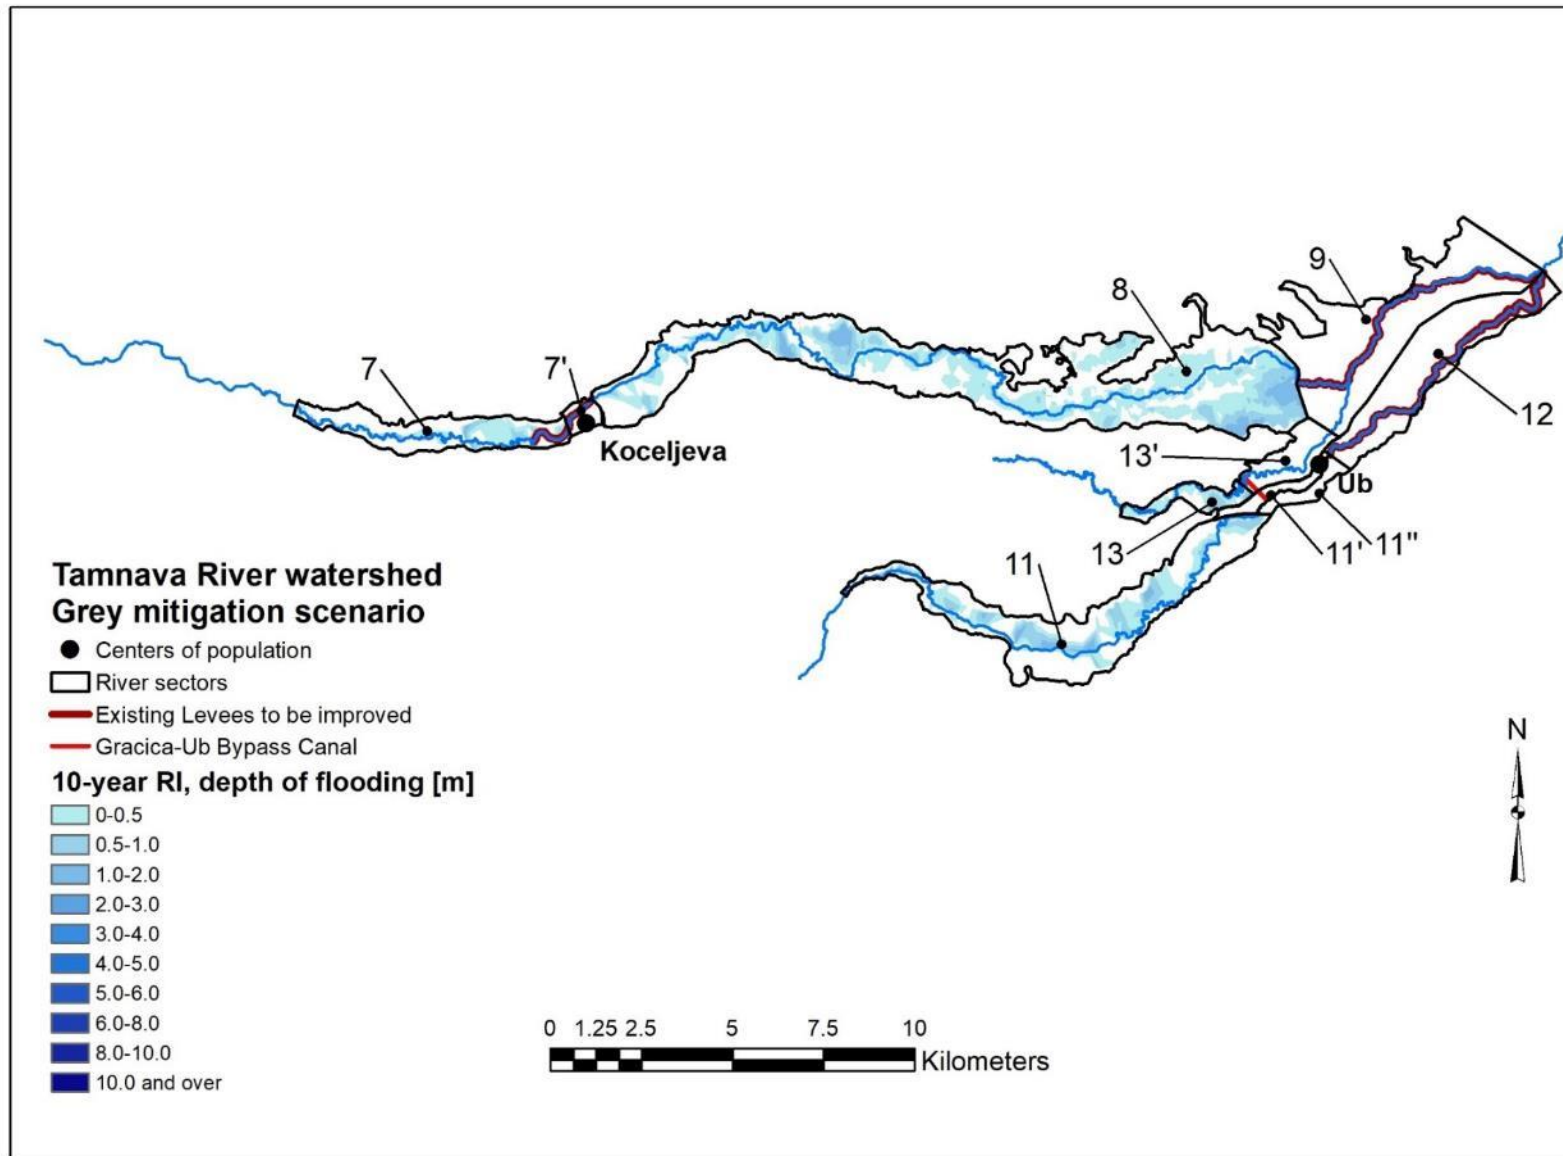 9
8
7
7'
12
Koceljeva
13'
Ub
13
11'
11"
11
Tamnava River watershed
Grey mitigation scenario
Centers of population
River sectors
Existing Levees to be improved
Gracica-Ub Bypass Canal
10-year RI, depth of flooding [m]
0-0.5
0.5-1.0
1.0-2.0
2.0-3.0
3.0-4.0
4.0-5.0
5.0-6.0
6.0-8.0
8.0-10.0
10.0 and over
N
0 1.25 2.5 5 7.5 10
Kilometers